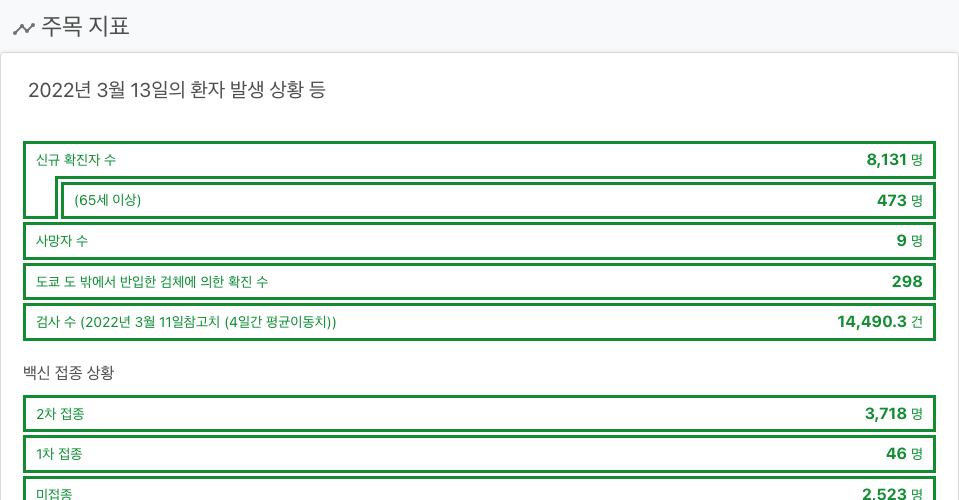 주목 지표
2022년 3월 13일의 환자 발생 상황 등
신규 확진자 수 8,131 명
(65세 이상) 473 명
사망자 수 9 명
도쿄 도 밖에서 반입한 검체에 의한 확진 수 298
검사 수 (2022년 3월 11일참고치 (4일간 평균이동치)) 14,490.3 건
백신 접종 상황
2차 접종 3,718 명
1차 접종 46 명
미접종 2,523 명